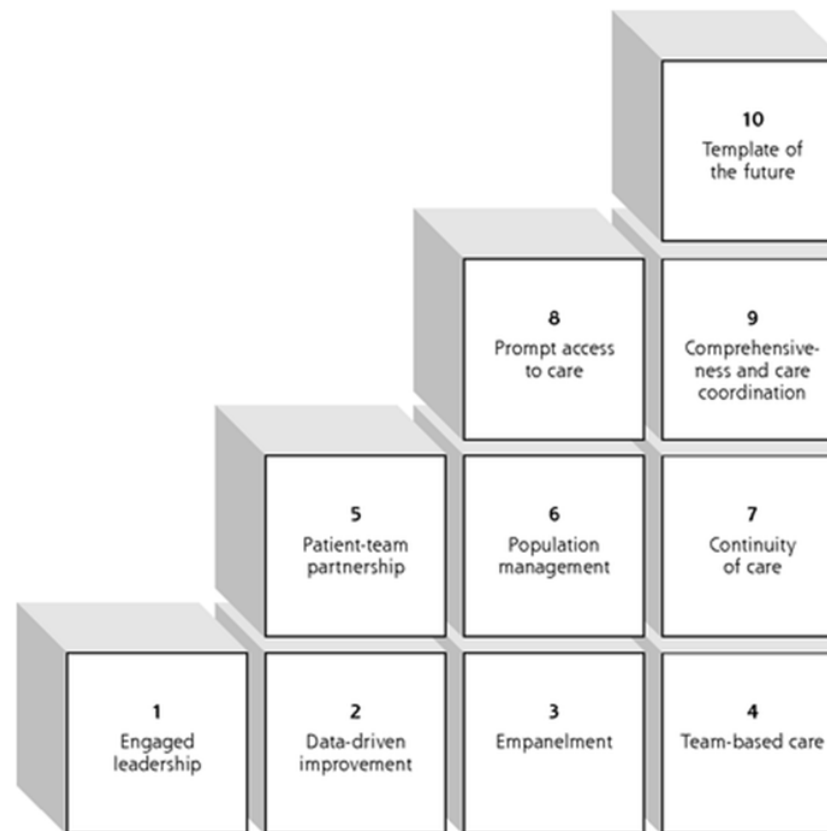 10
Template of
the future
8
Prompt access
to care
9
Comprehensive-
ness and care
coordination
5
Patient-team
partnership
6
Population
management
7
Continuity
of care
1
Engaged
leadership
2
Data-driven
improvement
3
Empanelment
4
Team-based care